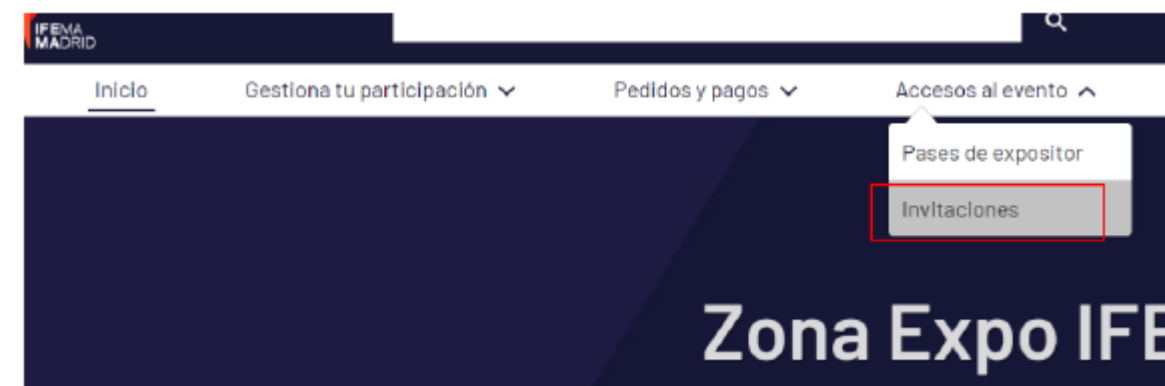 IFEMA
MADRID
Inicio
Gestiona tu participación
Pedidos y pagos
Accesos al evento
Pases de expositor
Invitaciones
Zona Expo IFE